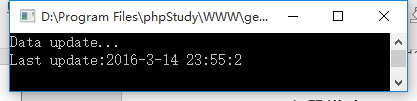 D:\Program Files\phpStudy\WWW\ge...
Data update...
Last update:2016-3-14 23:55:2